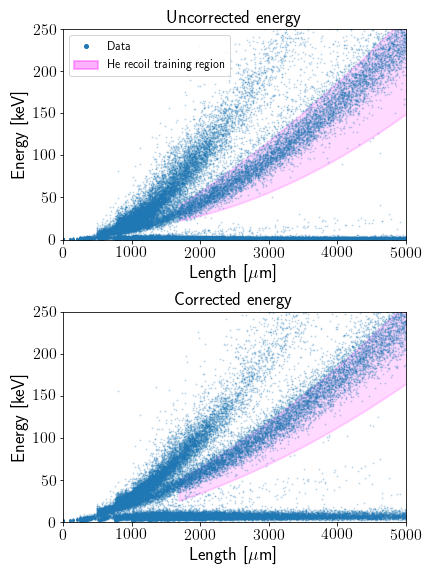 Uncorrected energy
250
200
150
100
50
0
Energy [keV]
Data
He recoil training region
0 1000 2000 3000 4000 5000
Length [μm]
Corrected energy
250
200
150
100
50
0
Energy [keV]
0 1000 2000 3000 4000 5000
Length [μm]